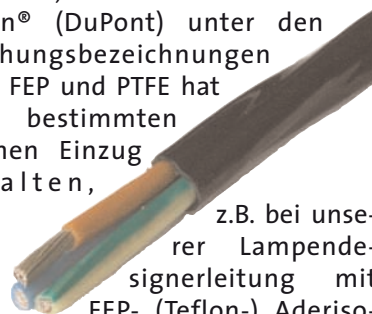 n® (DuPont) unter den
hungsbezeichnungen
FEP und PTFE hat
bestimmten
nen Einzug
alten,
z.B. bei unse-
rer Lampende-
signerleitung mit
FEP- (Teflon-) Aderiso-